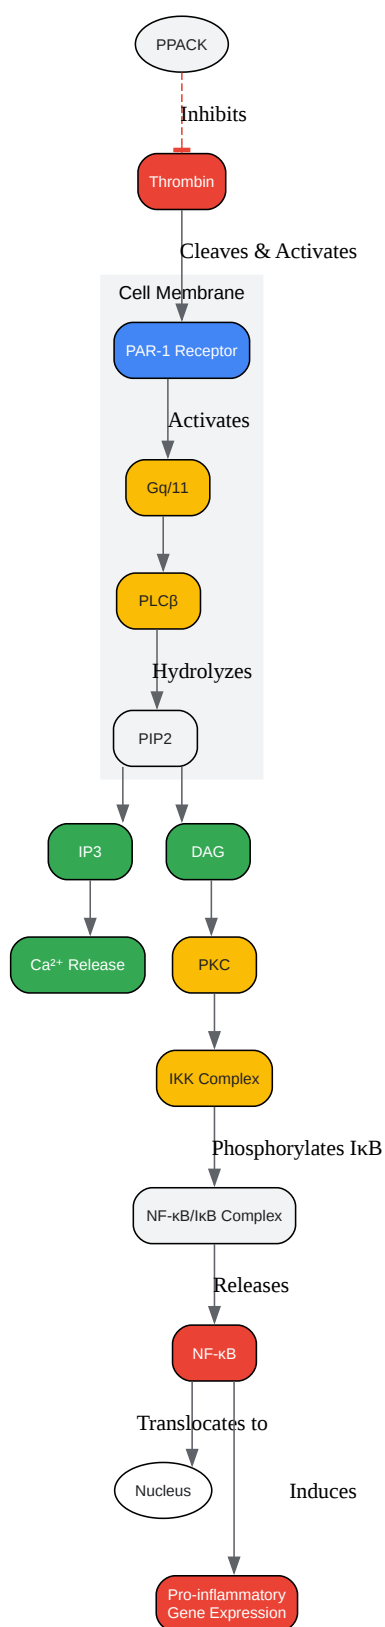 PPACK
Inhibits
Thrombin
Cleaves & Activates
Cell Membrane
PAR-1 Receptor
Activates
Gq/11
PLCβ
Hydrolyzes
PIP2
IP3
DAG
Ca²⁺ Release
PKC
IKK Complex
Phosphorylates IκB
NF-κB/IκB Complex
Releases
NF-κB
Translocates to
Nucleus
Induces
Pro-inflammatory
Gene Expression